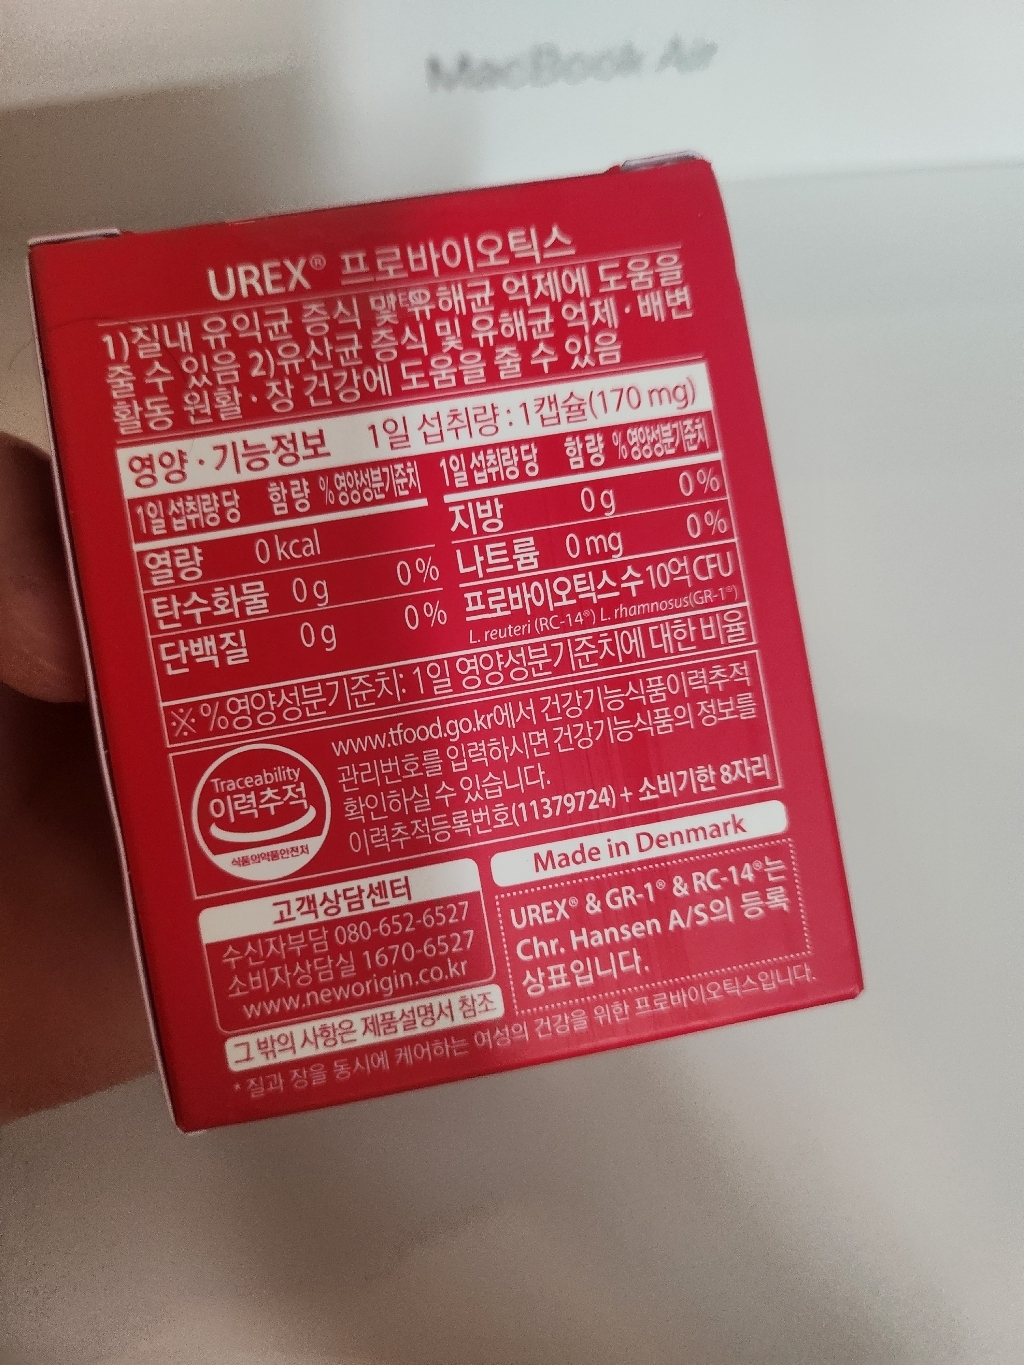 MacBook Air
UREX® 프로바이오틱스
1)질내 유익균 증식 및 유해균 억제에 도움을
줄 수 있음 2)유산균 증식 및 유해균 억제·배변
활동 원활·장 건강에 도움을 줄 수 있음
영양·기능정보 1일 섭취량 : 1캡슐(170 mg)
1일 섭취량당 함량 %영양성분기준치
열량 0 kcal
탄수화물 0 g 0 %
단백질 0 g 0 %
1일 섭취량당 함량 %영양성분기준치
지방 0 g 0 %
나트륨 0 mg 0 %
프로바이오틱스 수 10억 CFU
L. reuteri (RC-14®) L. rhamnosus(GR-1®)
※ %영양성분기준치: 1일 영양성분기준치에 대한 비율
Traceability
이력추적
식품의약품안전처
www.tfood.go.kr에서 건강기능식품이력추적
관리번호를 입력하시면 건강기능식품의 정보를
확인하실 수 있습니다.
이력추적등록번호(11379724) + 소비기한 8자리
고객상담센터
수신자부담 080-652-6527
소비자상담실 1670-6527
www.neworigin.co.kr
그 밖의 사항은 제품설명서 참조
Made in Denmark
UREX® & GR-1® & RC-14®는
Chr. Hansen A/S의 등록
상표입니다.
* 질과 장을 동시에 케어하는 여성의 건강을 위한 프로바이오틱스입니다.